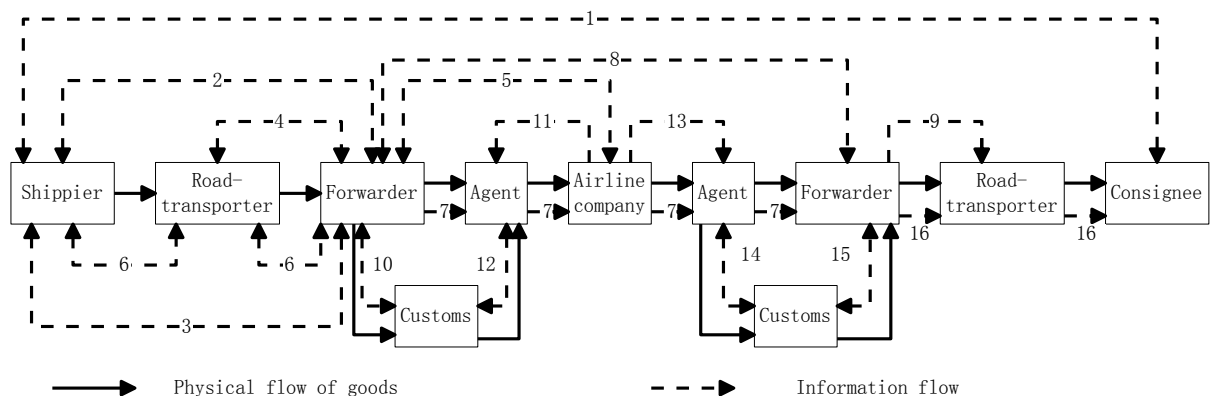 1
8
2
5
4
11
13
9
Shippier
Road-
transporter
Forwarder
Agent
Airline
company
Agent
Forwarder
Road-
transporter
Consignee
7
7
7
7
16
16
6
6
10
12
14
15
3
Customs
Customs
Physical flow of goods
Information flow